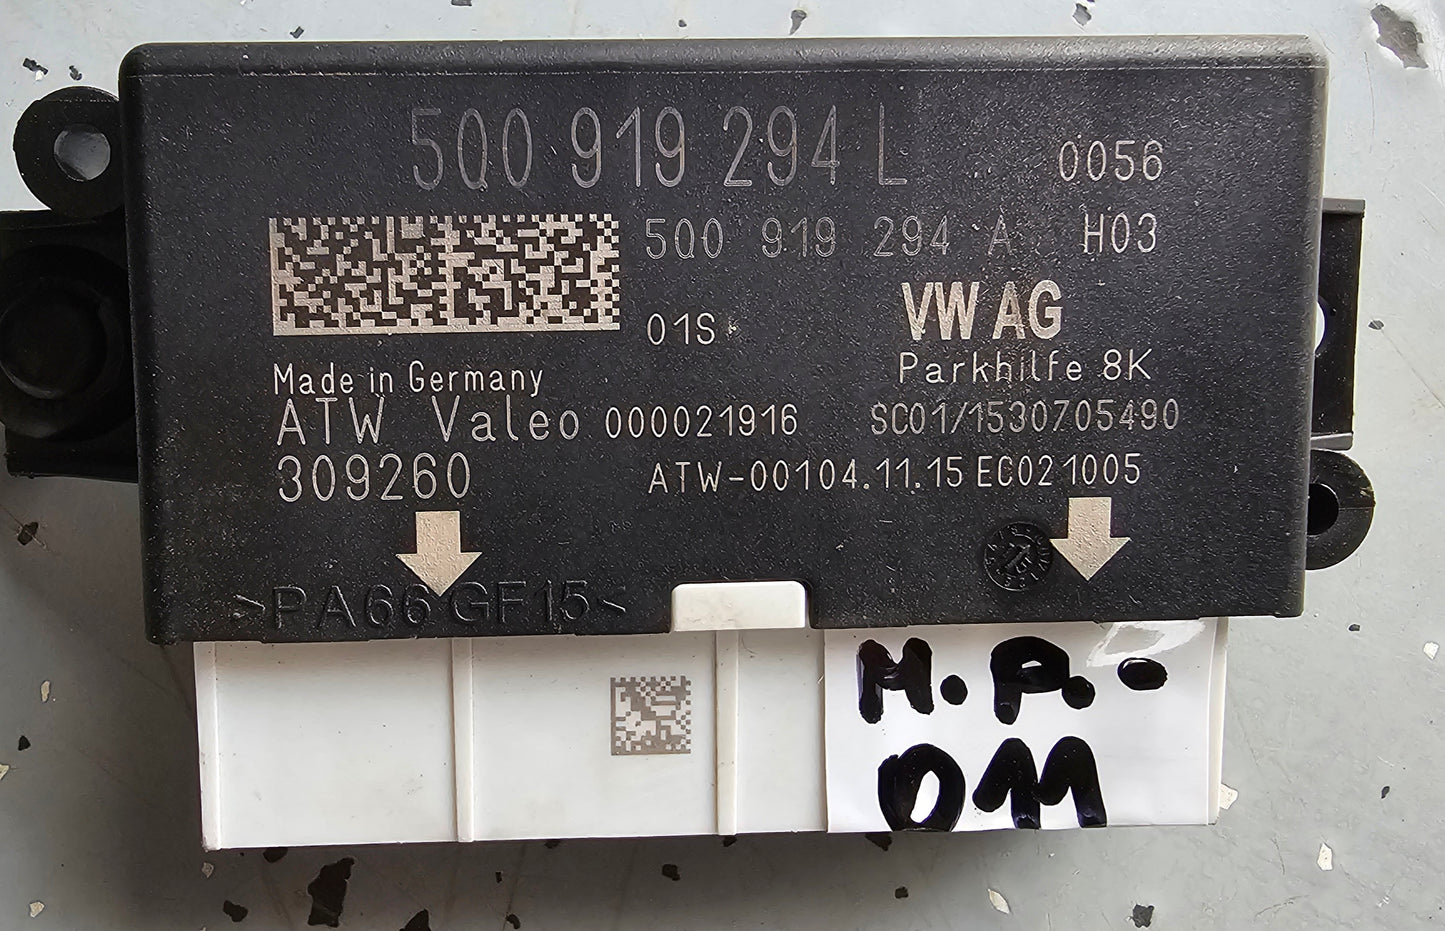 5Q0 919 294 L 0056
5Q0 919 294 A H03
01S
VW AG
Parkhilfe 8K
Made in Germany
ATW Valeo 000021916 SC01/1530705490
309260 ATW-00104.11.15 EC021005
>PA66 GF15<
M.P.-
011